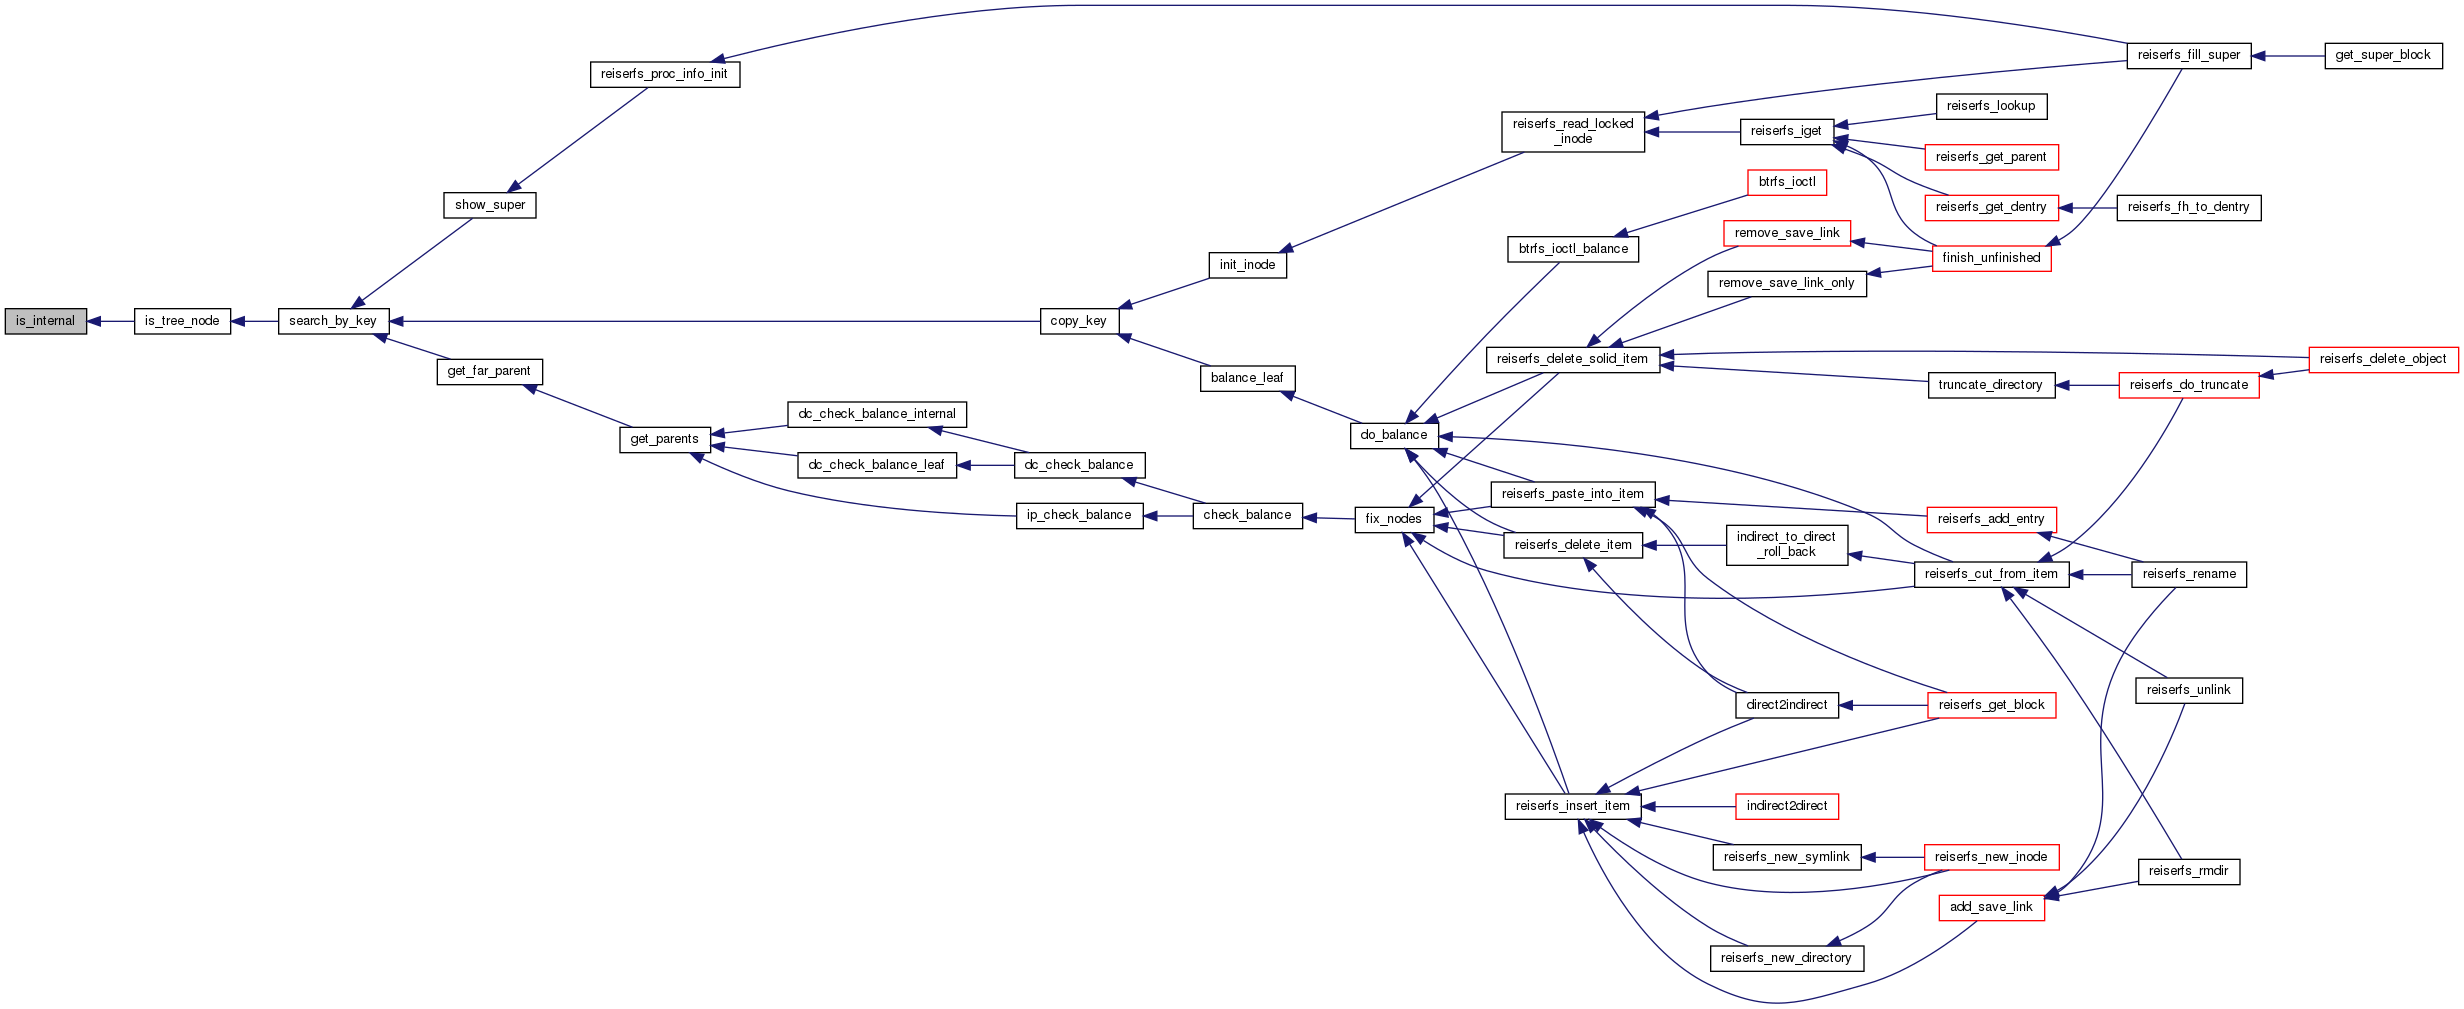 reiserfs_fill_super
get_super_block
reiserfs_proc_info_init
reiserfs_lookup
reiserfs_read_locked
_inode
reiserfs_iget
reiserfs_get_parent
btrfs_ioctl
show_super
reiserfs_get_dentry
reiserfs_fh_to_dentry
remove_save_link
btrfs_ioctl_balance
finish_unfinished
init_inode
remove_save_link_only
is_internal
is_tree_node
search_by_key
copy_key
reiserfs_delete_solid_item
reiserfs_delete_object
get_far_parent
balance_leaf
truncate_directory
reiserfs_do_truncate
dc_check_balance_internal
get_parents
do_balance
dc_check_balance_leaf
dc_check_balance
reiserfs_paste_into_item
ip_check_balance
check_balance
fix_nodes
reiserfs_add_entry
reiserfs_delete_item
indirect_to_direct
_roll_back
reiserfs_cut_from_item
reiserfs_rename
reiserfs_unlink
direct2indirect
reiserfs_get_block
reiserfs_insert_item
indirect2direct
reiserfs_new_symlink
reiserfs_new_inode
reiserfs_rmdir
add_save_link
reiserfs_new_directory